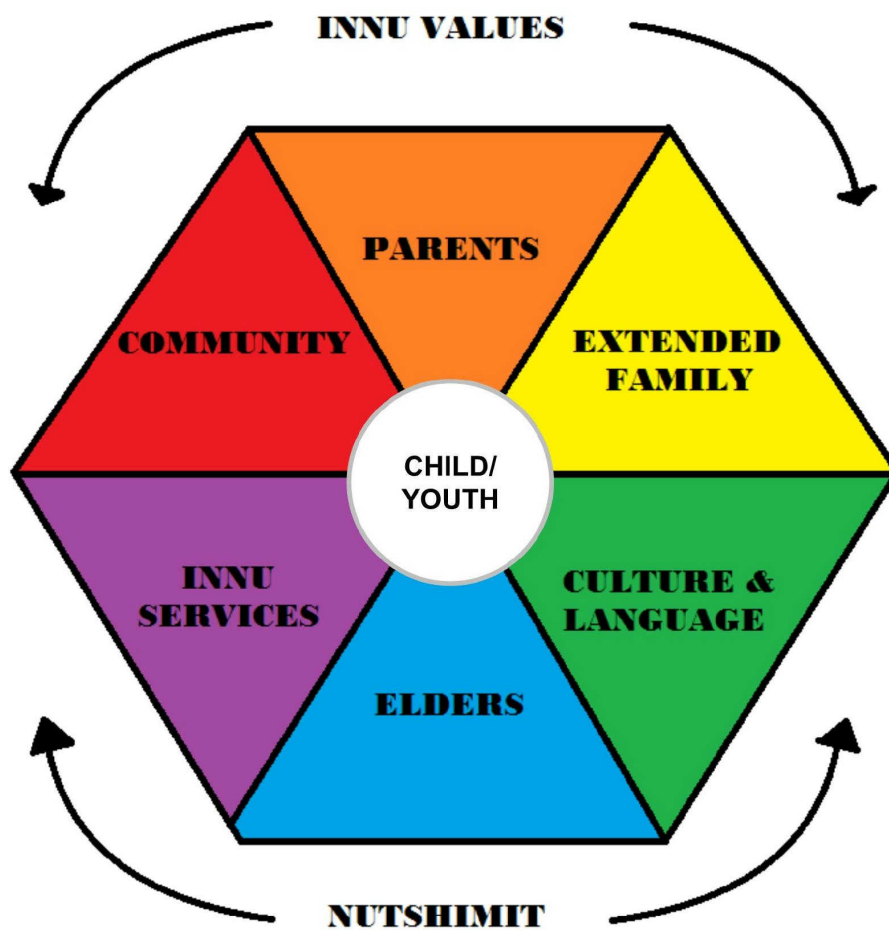 INNU VALUES
PARENTS
COMMUNITY
EXTENDED
FAMILY
CHILD/
YOUTH
INNU
SERVICES
CULTURE &
LANGUAGE
ELDERS
NUTSHIMIT